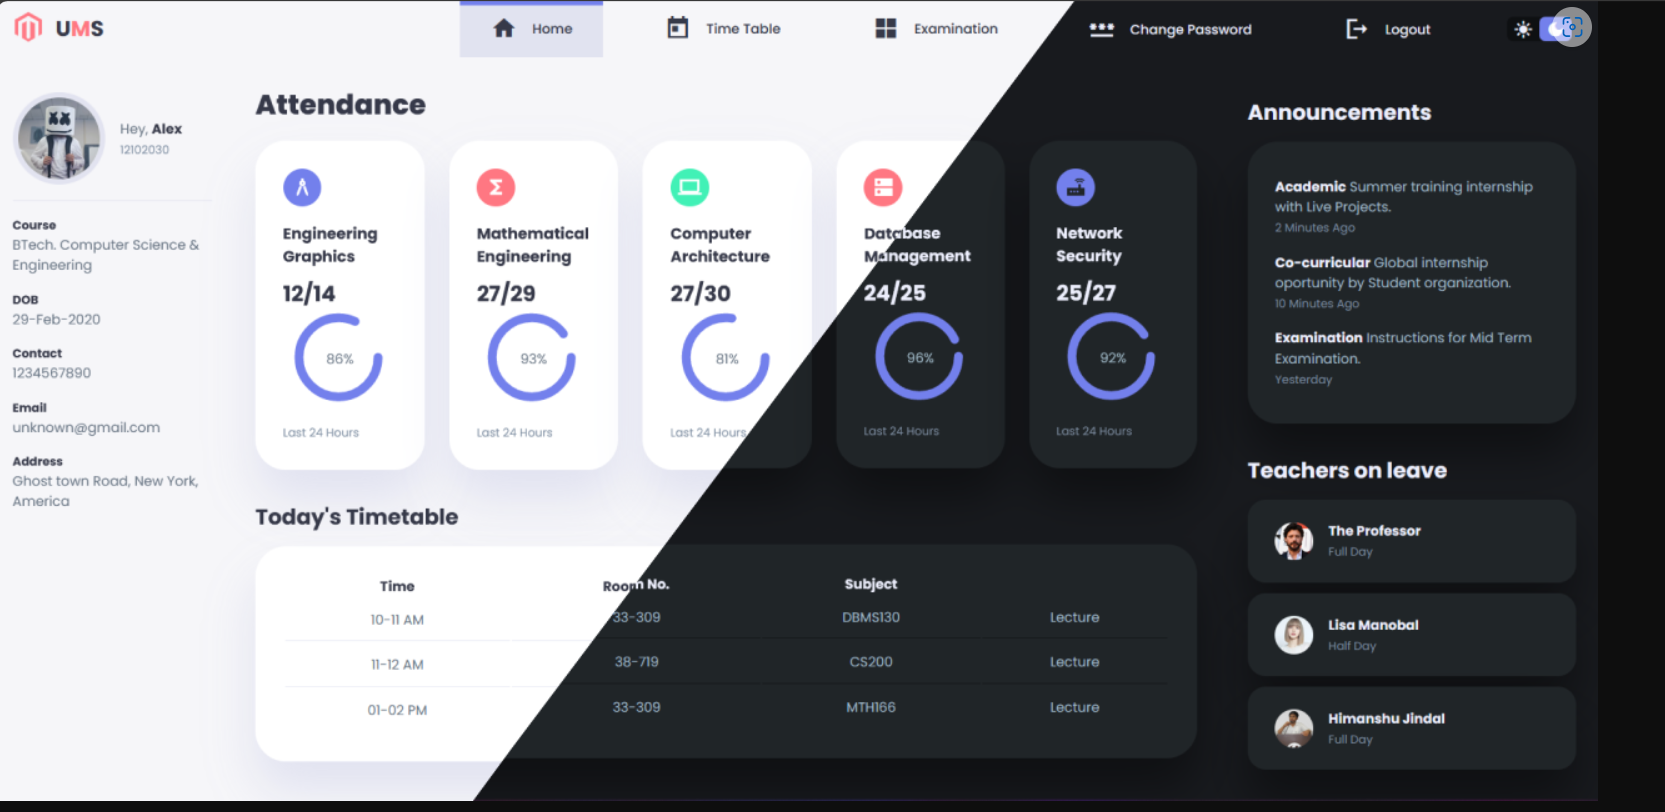 UMS
Home
Time Table
Examination
Change Password
Logout
Hey, Alex
12102030
Course
BTech. Computer Science &
Engineering
DOB
29-Feb-2020
Contact
1234567890
Email
unknown@gmail.com
Address
Ghost town Road, New York,
America
Attendance
Engineering
Graphics
12/14
86%
Last 24 Hours
Mathematical
Engineering
27/29
93%
Last 24 Hours
Computer
Architecture
27/30
81%
Last 24 Hours
Database
Management
24/25
96%
Last 24 Hours
Network
Security
25/27
92%
Last 24 Hours
Today's Timetable
Time Room No. Subject
10-11 AM 33-309 DBMS130 Lecture
11-12 AM 38-719 CS200 Lecture
01-02 PM 33-309 MTH166 Lecture
Announcements
Academic Summer training internship
with Live Projects.
2 Minutes Ago
Co-curricular Global internship
oportunity by Student organization.
10 Minutes Ago
Examination Instructions for Mid Term
Examination.
Yesterday
Teachers on leave
The Professor
Full Day
Lisa Manobal
Half Day
Himanshu Jindal
Full Day